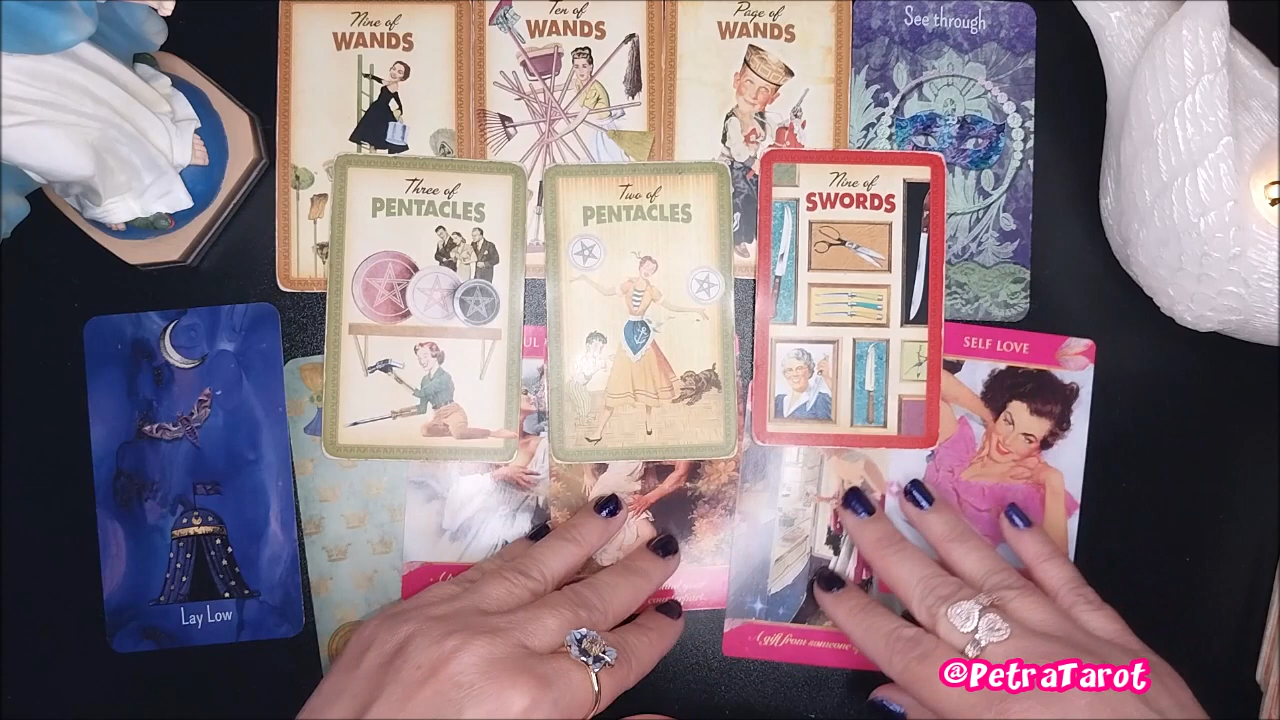 Nine of
WANDS
Ten of
WANDS
Page of
WANDS
See through
Three of
PENTACLES
Two of
PENTACLES
Nine of
SWORDS
SELF LOVE
Lay Low
counterpart.
A gift from someone
@PetraTarot